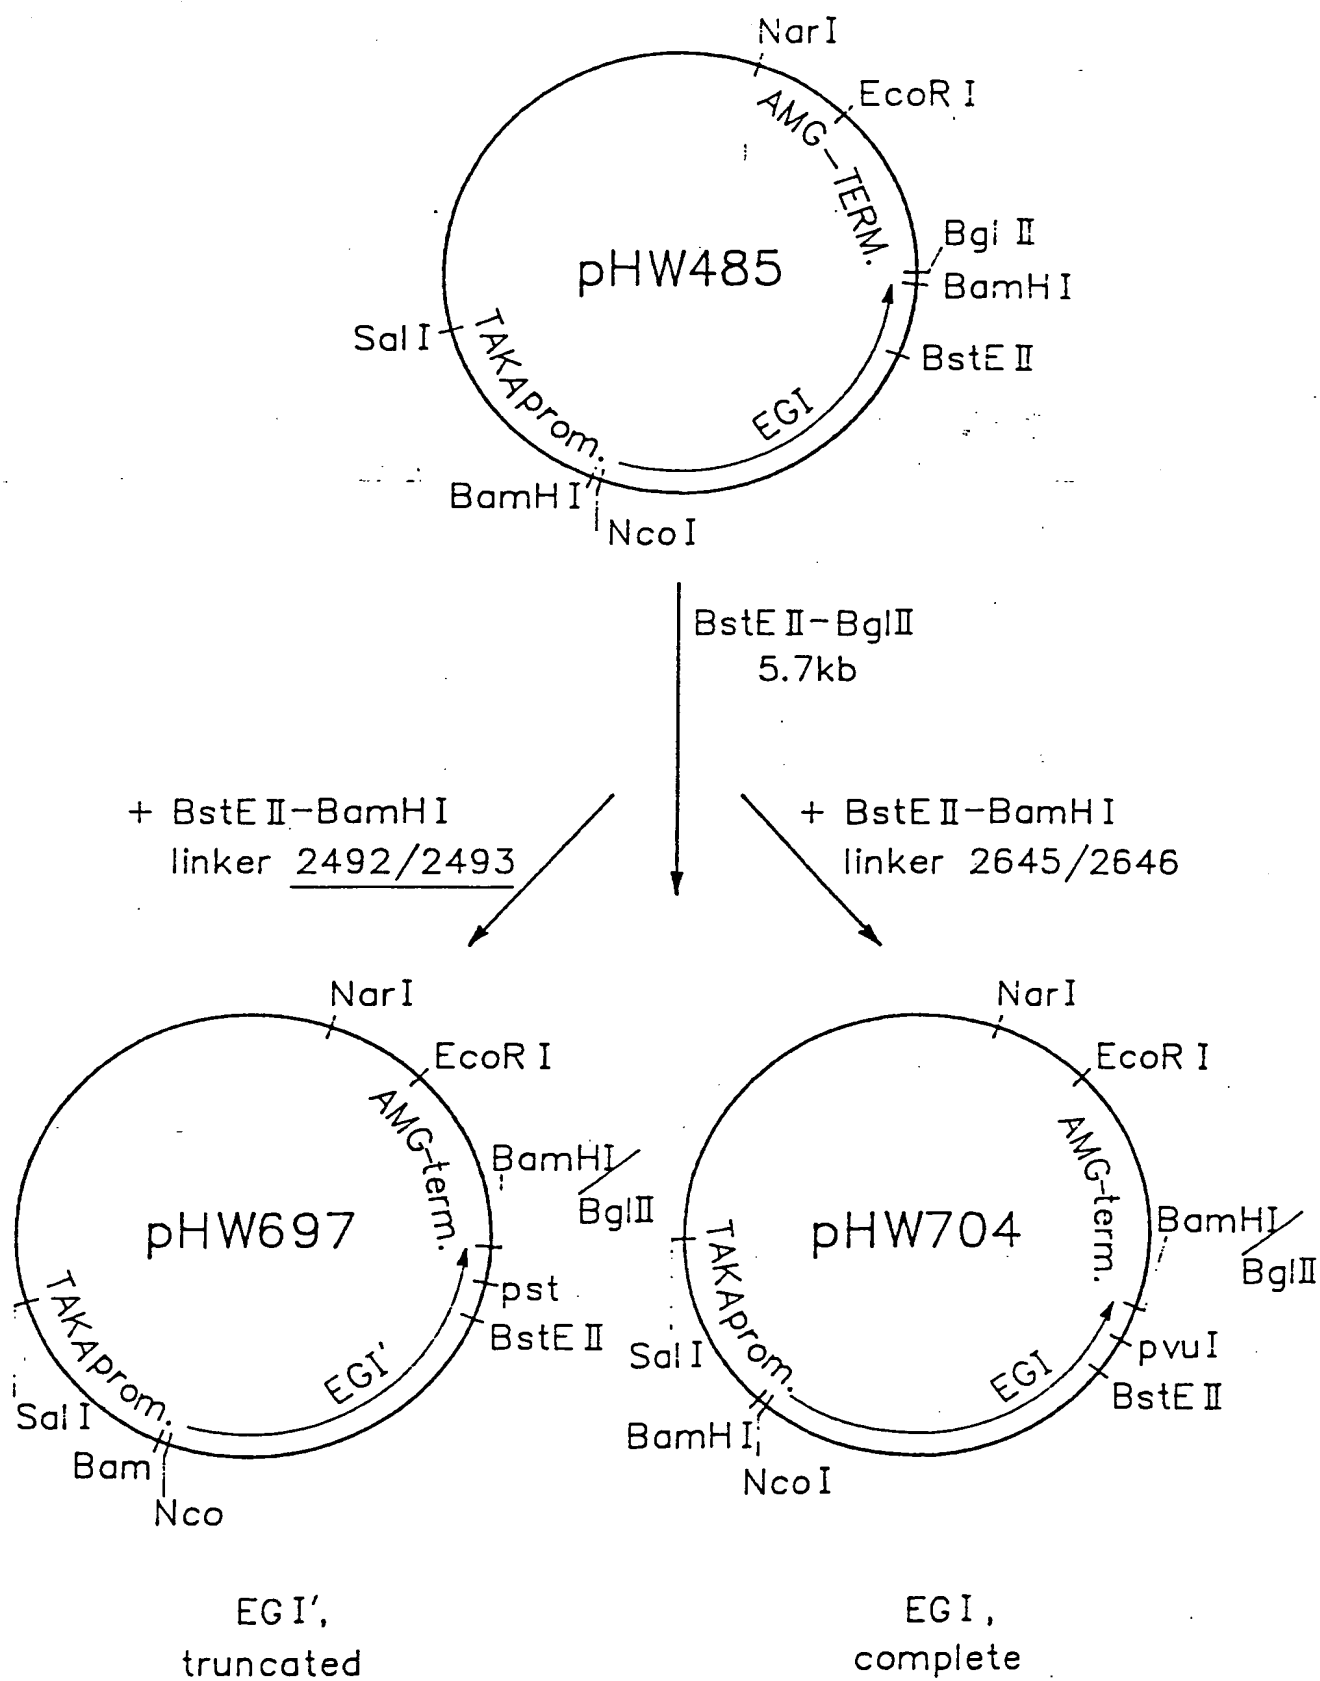 NarI
EcoR I
AMG-TERM.
Bgl II
BamH I
BstE II
pHW485
Sal I
TAKAprom.
EGI
BamH I
NcoI
BstE II-BglII
5.7kb
+ BstE II-BamH I
linker 2492/2493
+ BstE II-BamH I
linker 2645/2646
NarI
EcoR I
AMG-term.
BamHI/
BglII
pHW697
pst
BstE II
TAKAprom.
EGI'
Sal I
Bam
Nco
NarI
EcoR I
AMG-term.
BamHI/
BglII
pHW704
pvuI
BstE II
TAKAprom.
EGI
Sal I
BamH I
NcoI
EG I',
truncated
EG I,
complete